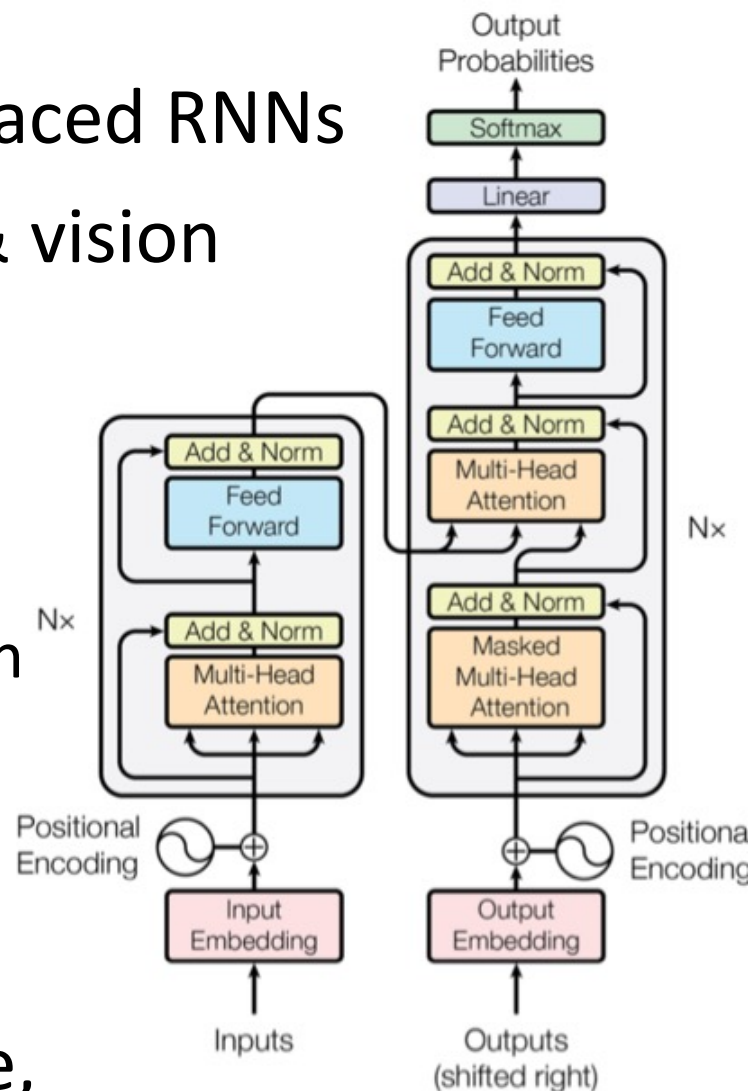 aced RNNs
& vision
n
e,
Output
Probabilities
Softmax
Linear
Add & Norm
Feed
Forward
Add & Norm
Multi-Head
Attention
Nx
Add & Norm
Masked
Multi-Head
Attention
Add & Norm
Feed
Forward
Nx
Add & Norm
Multi-Head
Attention
Positional
Encoding
Positiona
Encoding
Input
Embedding
Output
Embedding
Inputs
Outputs
(shifted right)